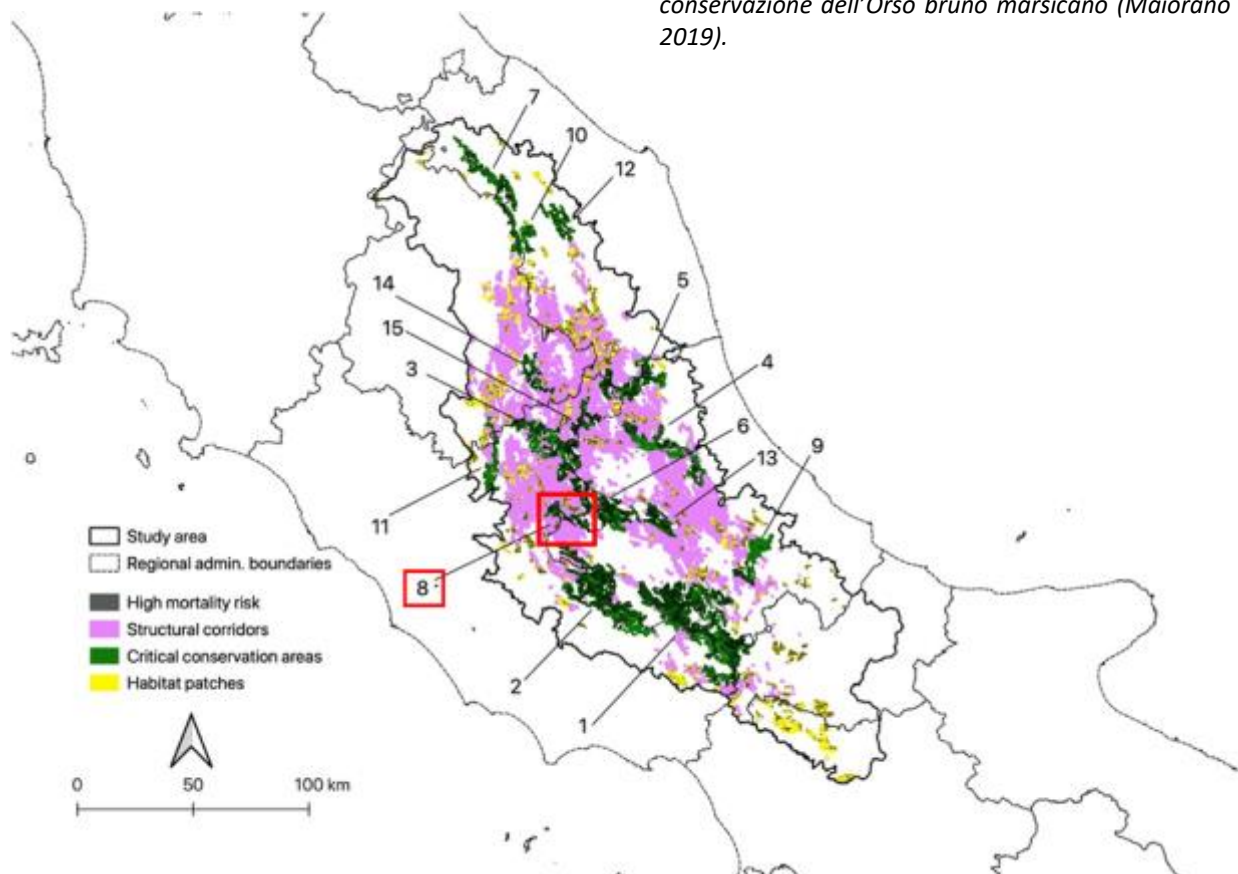 conservazione dell'Orso bruno marsicano (Maiorano
2019).
7
10
12
14
5
15
3
4
6
9
13
11
8
2
1
Study area
Regional admin. boundaries
High mortality risk
Structural corridors
Critical conservation areas
Habitat patches
0 50 100 km